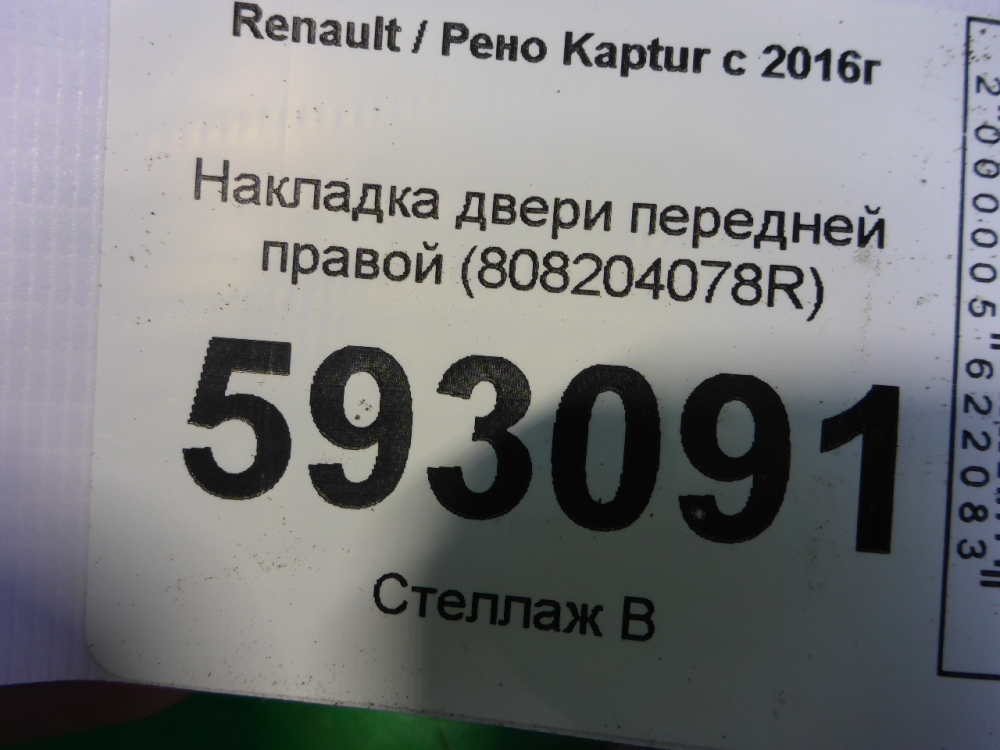 Renault / Рено Kaptur с 2016г
Накладка двери передней
правой (808204078R)
593091
Стеллаж В
2000005622083